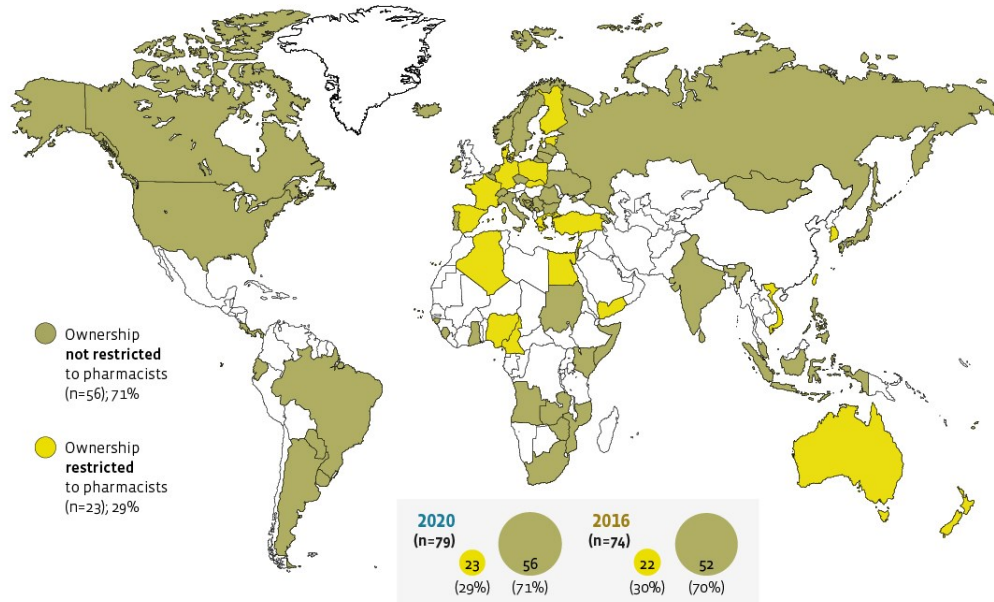 Ownership
not restricted
to pharmacists
(n=56); 71%
Ownership
restricted
to pharmacists
(n=23); 29%
2020
(n=79)
23
(29%)
56
(71%)
2016
(n=74)
22
(30%)
52
(70%)